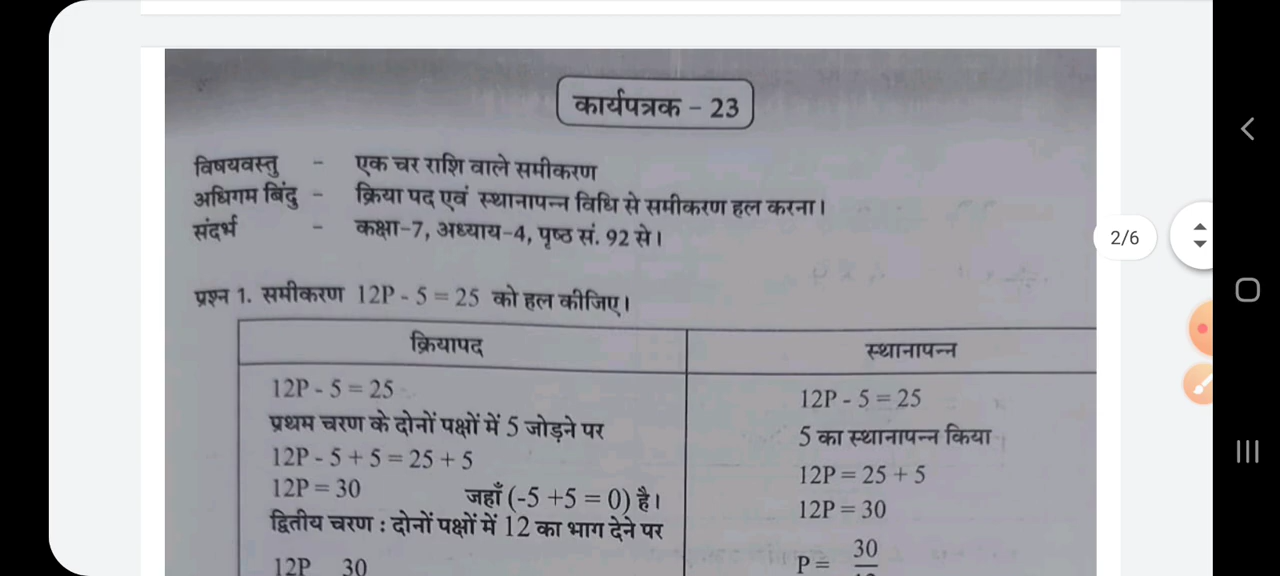 कार्यपत्रक - 23
विषयवस्तु - एक चर राशि वाले समीकरण
अधिगम बिंदु - क्रिया पद एवं स्थानापन्न विधि से समीकरण हल करना।
संदर्भ - कक्षा-7, अध्याय-4, पृष्ठ सं. 92 से।
2/6
प्रश्न 1. समीकरण 12P - 5 = 25 को हल कीजिए।
क्रियापद
12P - 5 = 25
प्रथम चरण के दोनों पक्षों में 5 जोड़ने पर
12P - 5 + 5 = 25 + 5
12P = 30 जहाँ (-5 +5 = 0) है।
द्वितीय चरण : दोनों पक्षों में 12 का भाग देने पर
12P 30
स्थानापन्न
12P - 5 = 25
5 का स्थानापन्न किया
12P = 25 + 5
12P = 30
P = 30